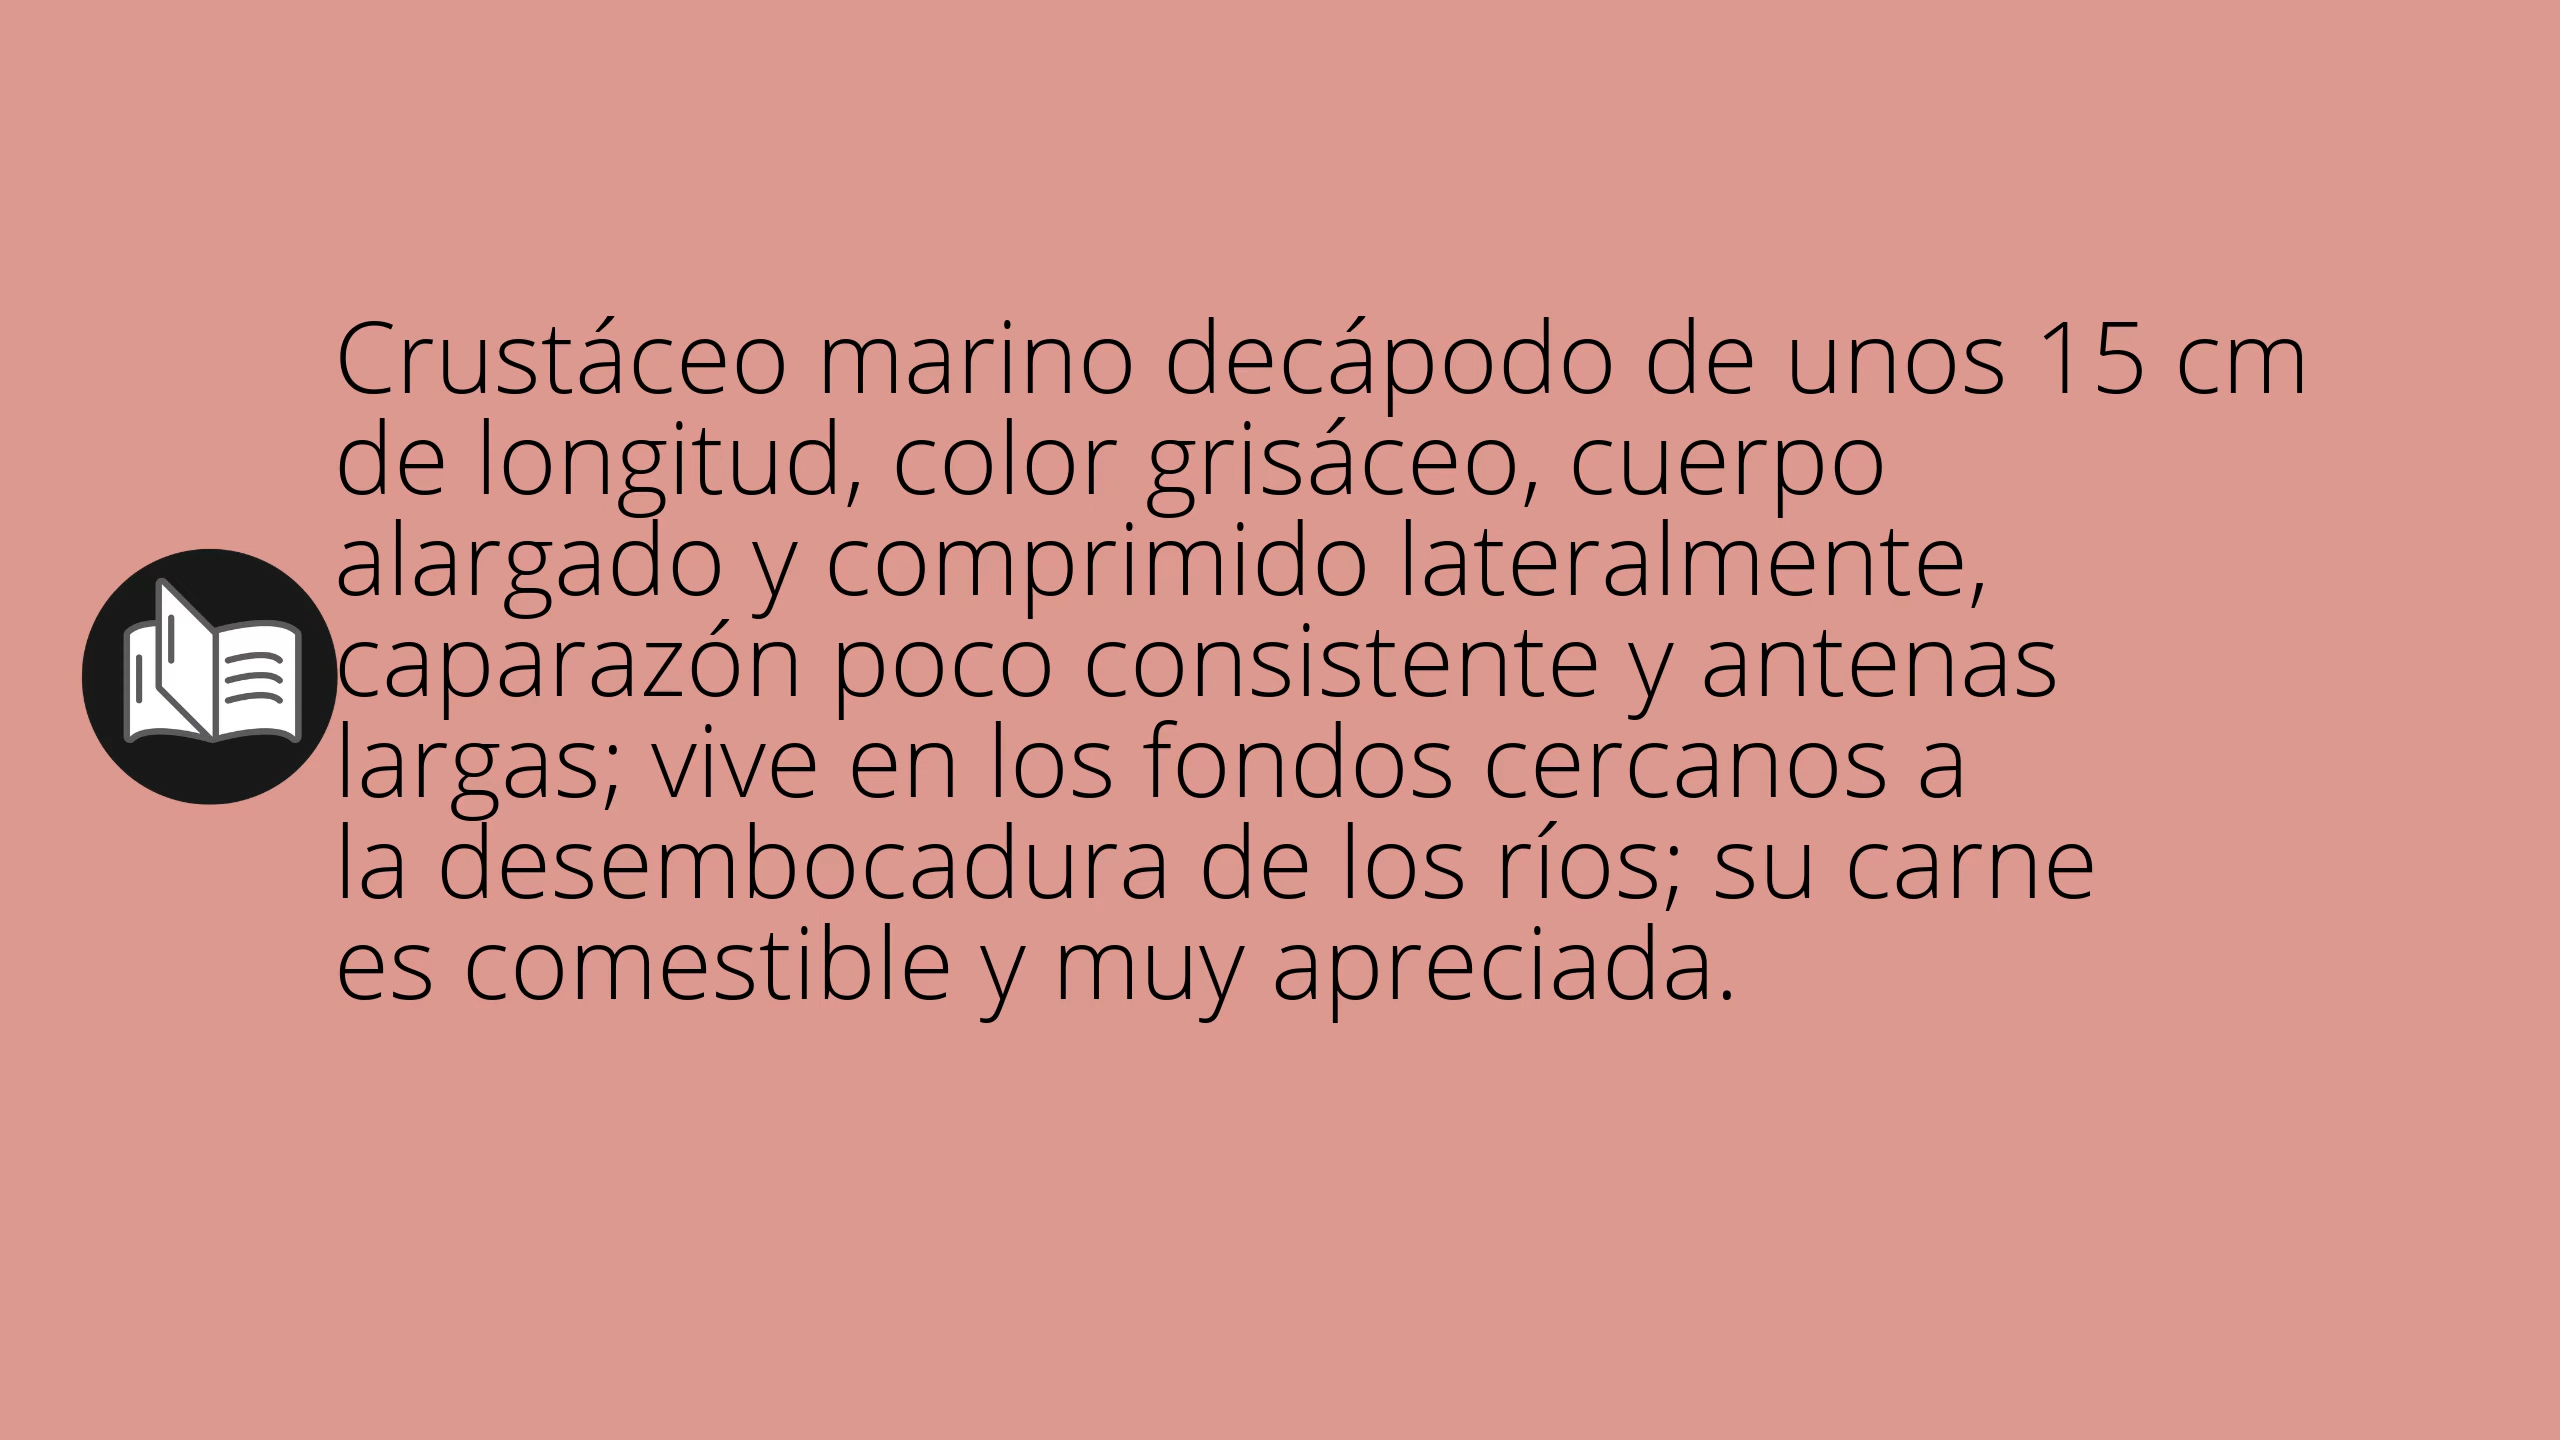 Crustáceo marino decápodo de unos 15 cm
de longitud, color grisáceo, cuerpo
alargado y comprimido lateralmente,
caparazón poco consistente y antenas
largas; vive en los fondos cercanos a
la desembocadura de los ríos; su carne
es comestible y muy apreciada.